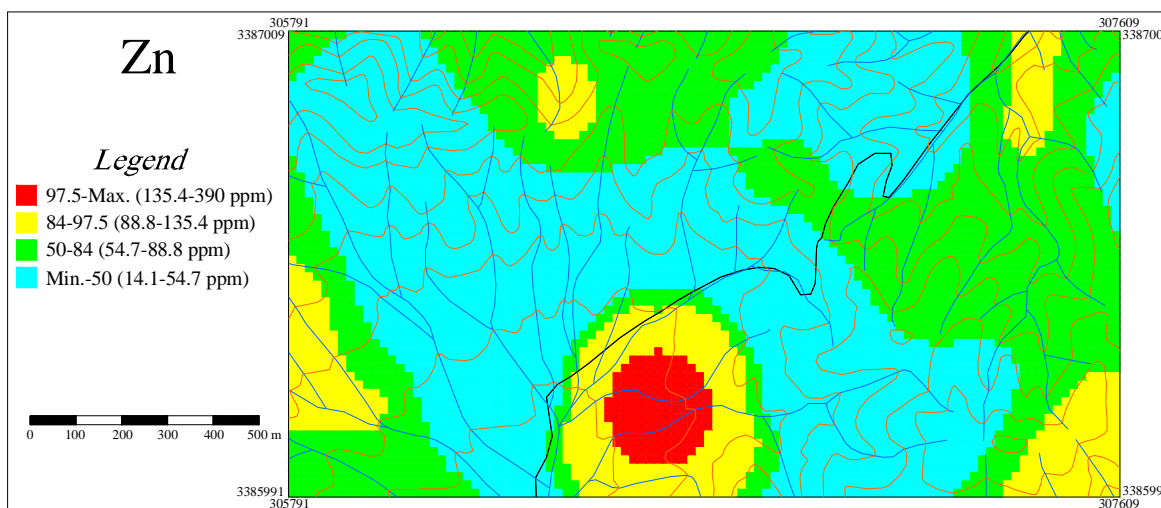 Zn
305791
307609
3387009
338700
Legend
97.5-Max. (135.4-390 ppm)
84-97.5 (88.8-135.4 ppm)
50-84 (54.7-88.8 ppm)
Min.-50 (14.1-54.7 ppm)
0 100 200 300 400 500 m
3385991
338599
305791
307609